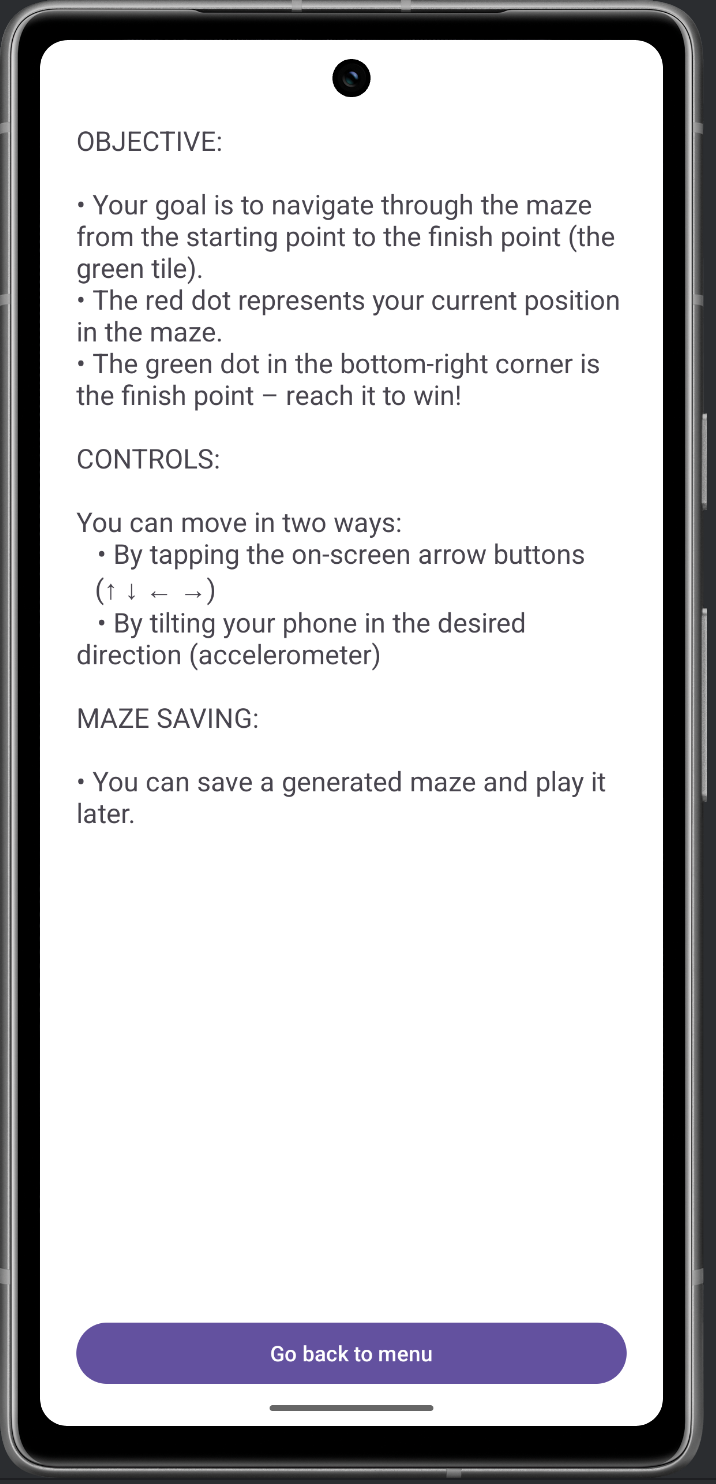 OBJECTIVE:
• Your goal is to navigate through the maze
from the starting point to the finish point (the
green tile).
• The red dot represents your current position
in the maze.
• The green dot in the bottom-right corner is
the finish point – reach it to win!
CONTROLS:
You can move in two ways:
• By tapping the on-screen arrow buttons
(↑ ↓ ← →)
• By tilting your phone in the desired
direction (accelerometer)
MAZE SAVING:
• You can save a generated maze and play it
later.
Go back to menu